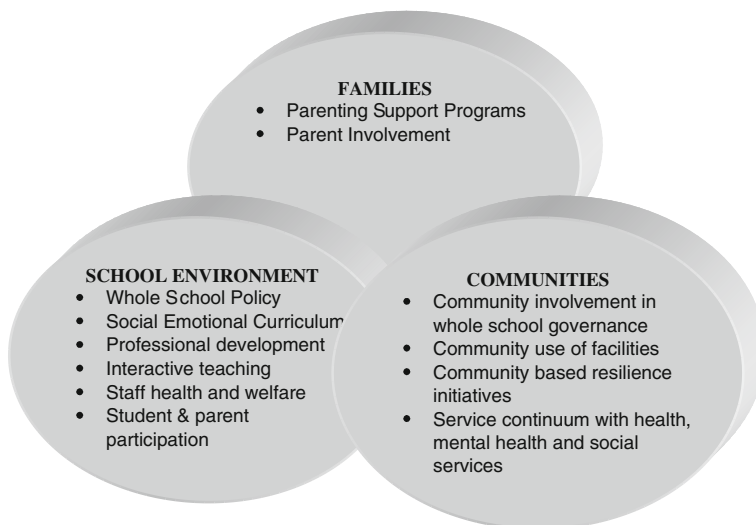 FAMILIES
• Parenting Support Programs
• Parent Involvement
SCHOOL ENVIRONMENT
• Whole School Policy
• Social Emotional Curriculum
• Professional development
• Interactive teaching
• Staff health and welfare
• Student & parent
participation
COMMUNITIES
• Community involvement in
whole school governance
• Community use of facilities
• Community based resilience
initiatives
• Service continuum with health,
mental health and social
services